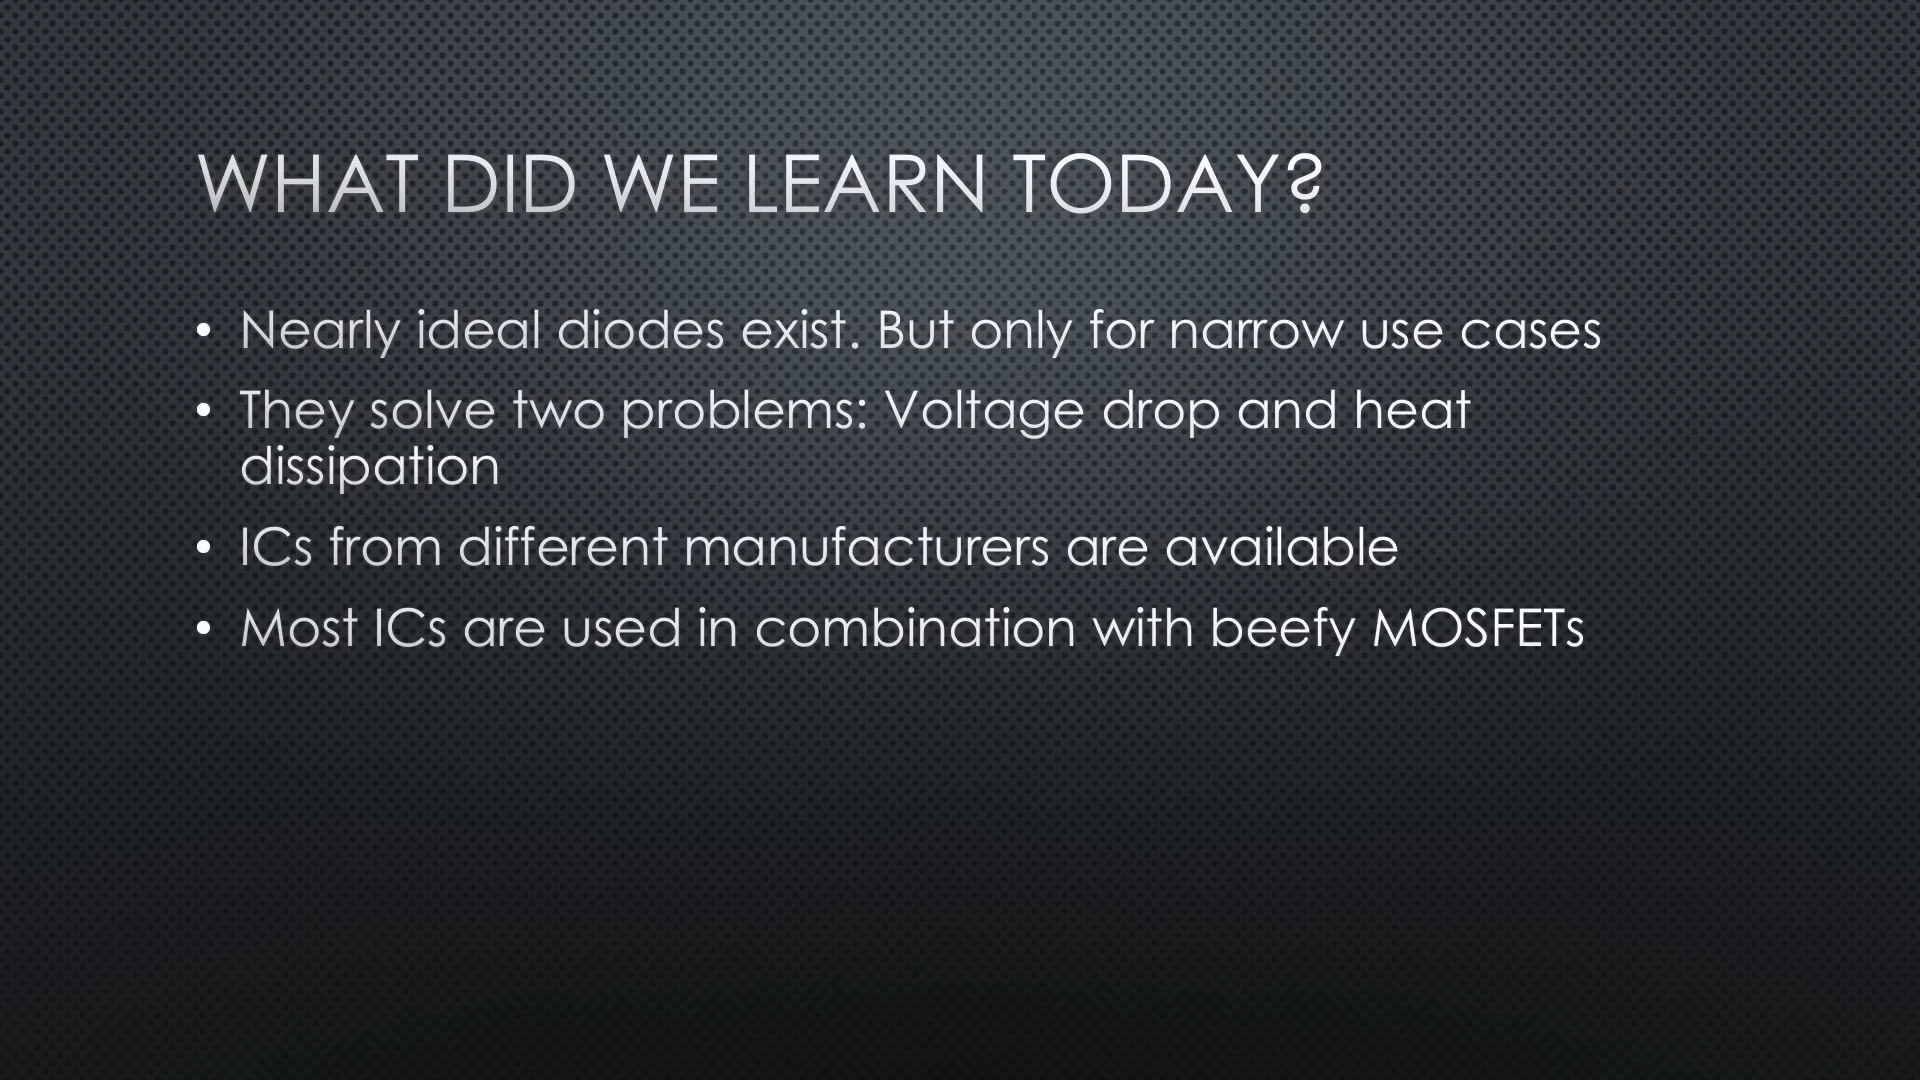 WHAT DID WE LEARN TODAY?
• Nearly ideal diodes exist. But only for narrow use cases
• They solve two problems: Voltage drop and heat
dissipation
• ICs from different manufacturers are available
• Most ICs are used in combination with beefy MOSFETs